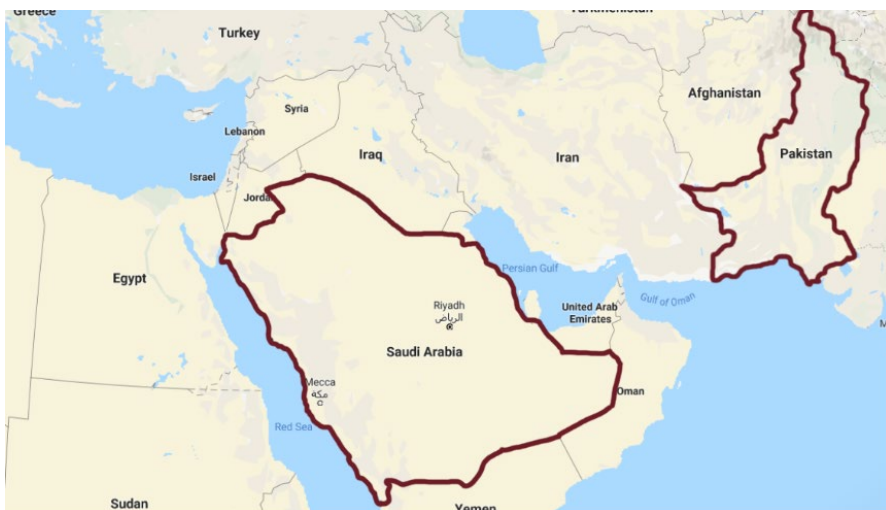 Greece
Turkey
Turkmenistan
Afghanistan
Syria
Lebanon
Iraq
Iran
Pakistan
Israel
Jordan
Egypt
Persian Gulf
Gulf of Oman
Riyadh
الرياض
United Arab
Emirates
Saudi Arabia
Mecca
مكة
Oman
Red Sea
Sudan
Yemen